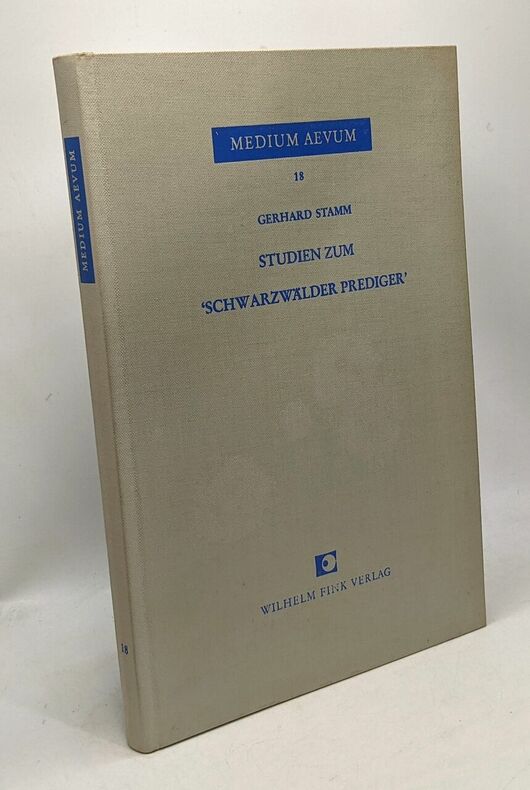 MEDIUM AEVUM
18
GERHARD STAMM
STUDIEN ZUM
'SCHWARZWÄLDER PREDIGER'
WILHELM FINK VERLAG
MEDIUM AEVUM
18